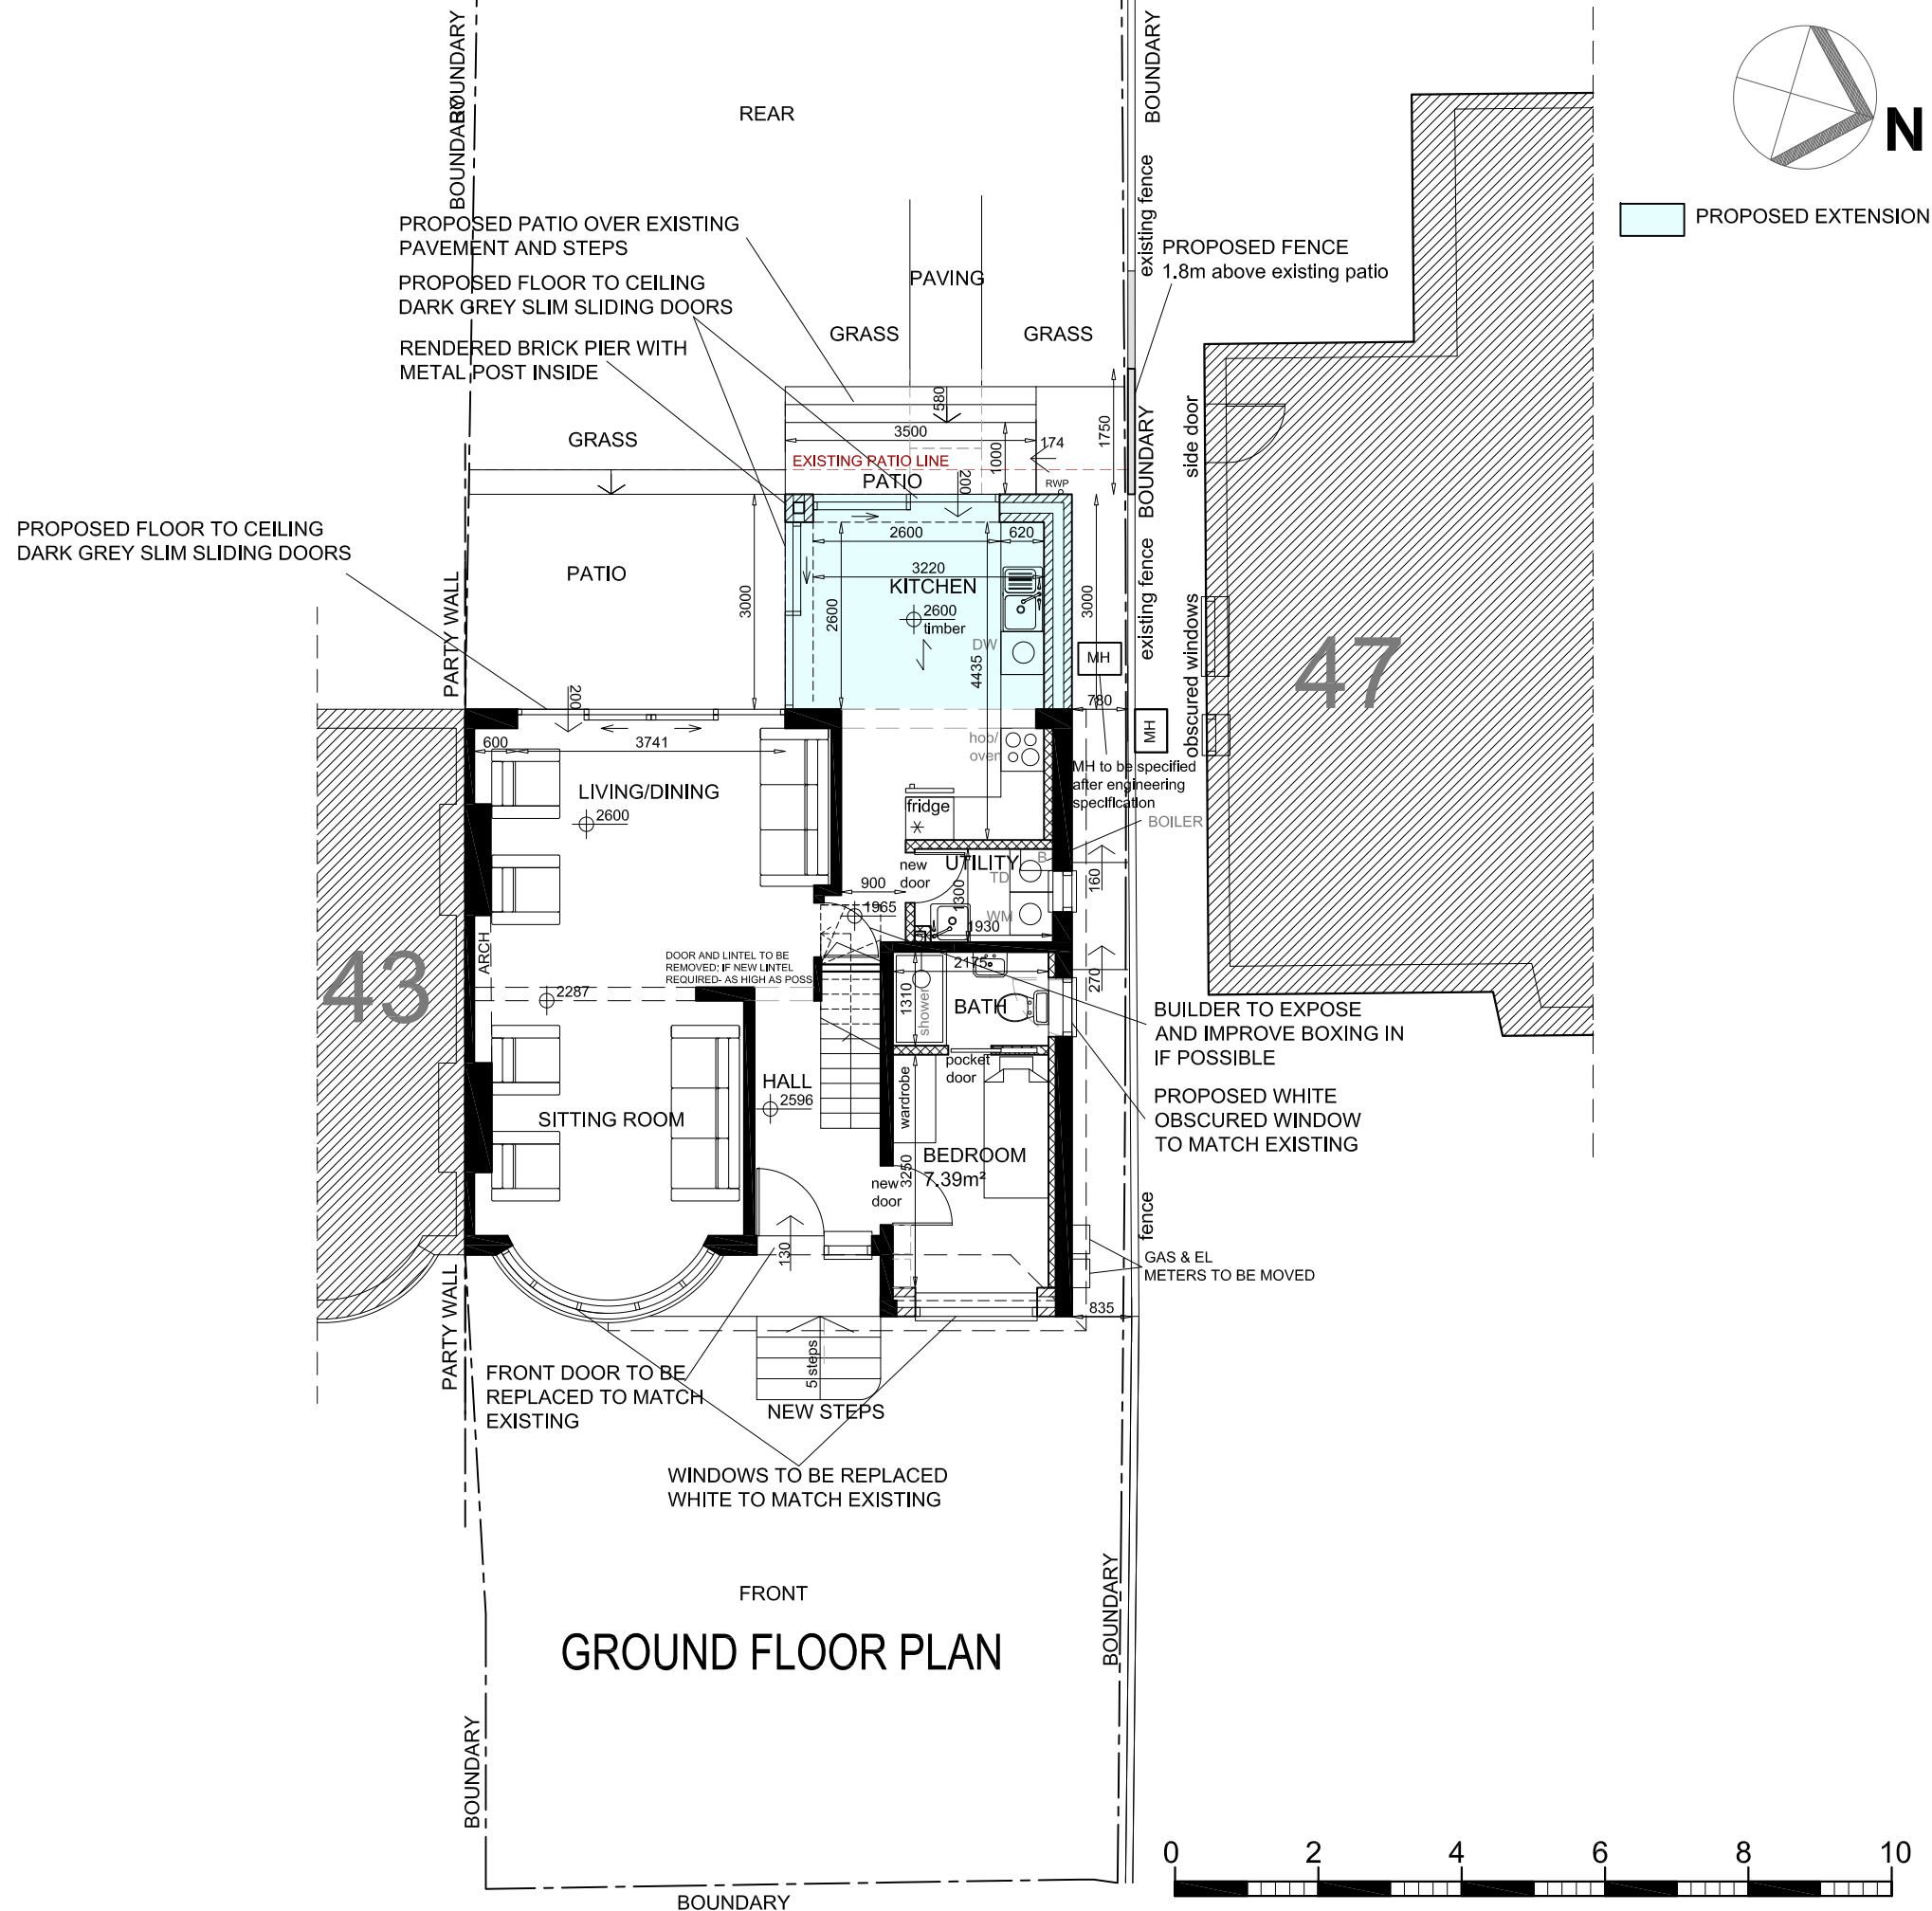 BOUNDARY
BOUNDARY
BOUNDARY
REAR
N
PROPOSED EXTENSION
existing fence
PROPOSED PATIO OVER EXISTING
PAVEMENT AND STEPS
PROPOSED FENCE
1.8m above existing patio
PROPOSED FLOOR TO CEILING
DARK GREY SLIM SLIDING DOORS
PAVING
GRASS
GRASS
RENDERED BRICK PIER WITH
METAL POST INSIDE
580
3500
1000
174
1750
BOUNDARY
side door
GRASS
EXISTING PATIO LINE
PATIO
200
RWP
PROPOSED FLOOR TO CEILING
DARK GREY SLIM SLIDING DOORS
PATIO
3000
2600
620
3220
KITCHEN
2600
timber
2600
4435
DW
3000
existing fence
obscured windows
47
PARTY WALL
MH
780
MH
200
600
3741
hob/
oven
MH to be specified
after engineering
specification
BOILER
LIVING/DINING
2600
fridge
new
door
UTILITY
B
TD
WM
900
1300
1930
160
1965
ARCH
43
DOOR AND LINTEL TO BE
REMOVED; IF NEW LINTEL
REQUIRED- AS HIGH AS POSS
2287
2175
1310
shower
BATH
270
BUILDER TO EXPOSE
AND IMPROVE BOXING IN
IF POSSIBLE
pocket
door
wardrobe
HALL
2596
SITTING ROOM
PROPOSED WHITE
OBSCURED WINDOW
TO MATCH EXISTING
BEDROOM
7.39m²
3250
new
door
fence
130
GAS & EL
METERS TO BE MOVED
835
PARTY WALL
5 steps
FRONT DOOR TO BE
REPLACED TO MATCH
EXISTING
NEW STEPS
WINDOWS TO BE REPLACED
WHITE TO MATCH EXISTING
FRONT
GROUND FLOOR PLAN
BOUNDARY
BOUNDARY
BOUNDARY
0 2 4 6 8 10